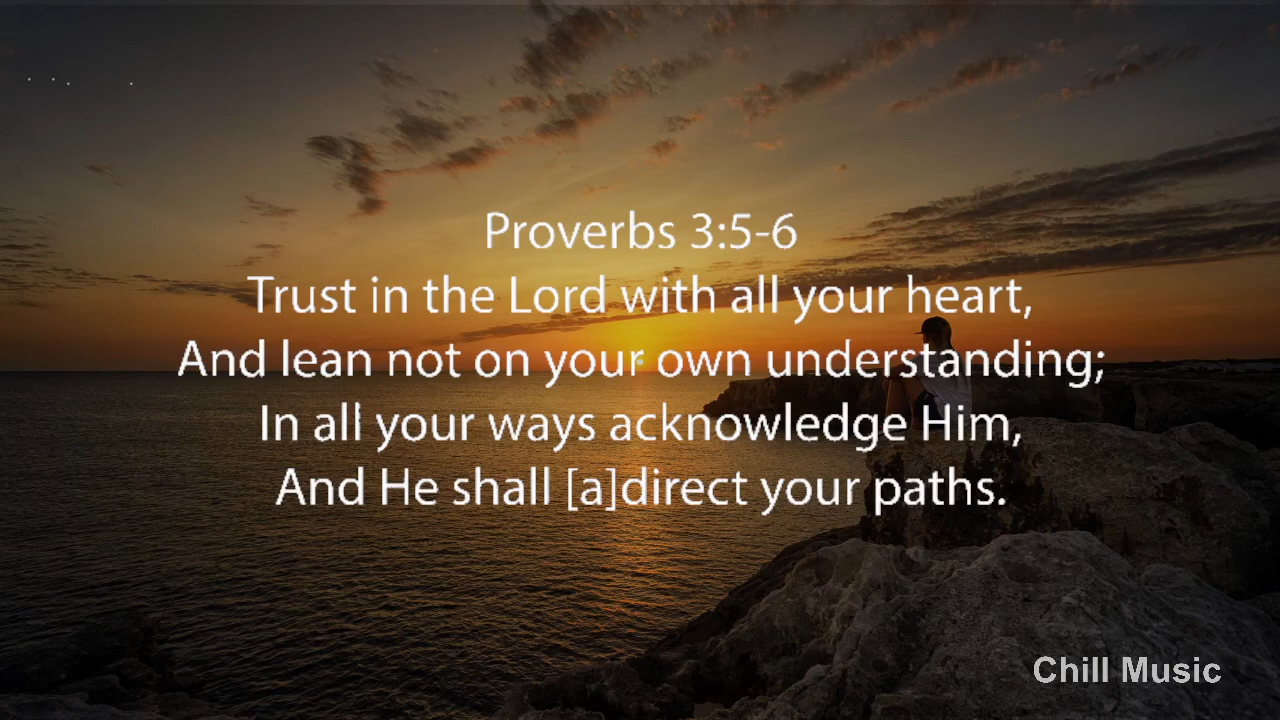 Proverbs 3:5-6
Trust in the Lord with all your heart,
And lean not on your own understanding;
In all your ways acknowledge Him,
And He shall [a]direct your paths.
Chill Music